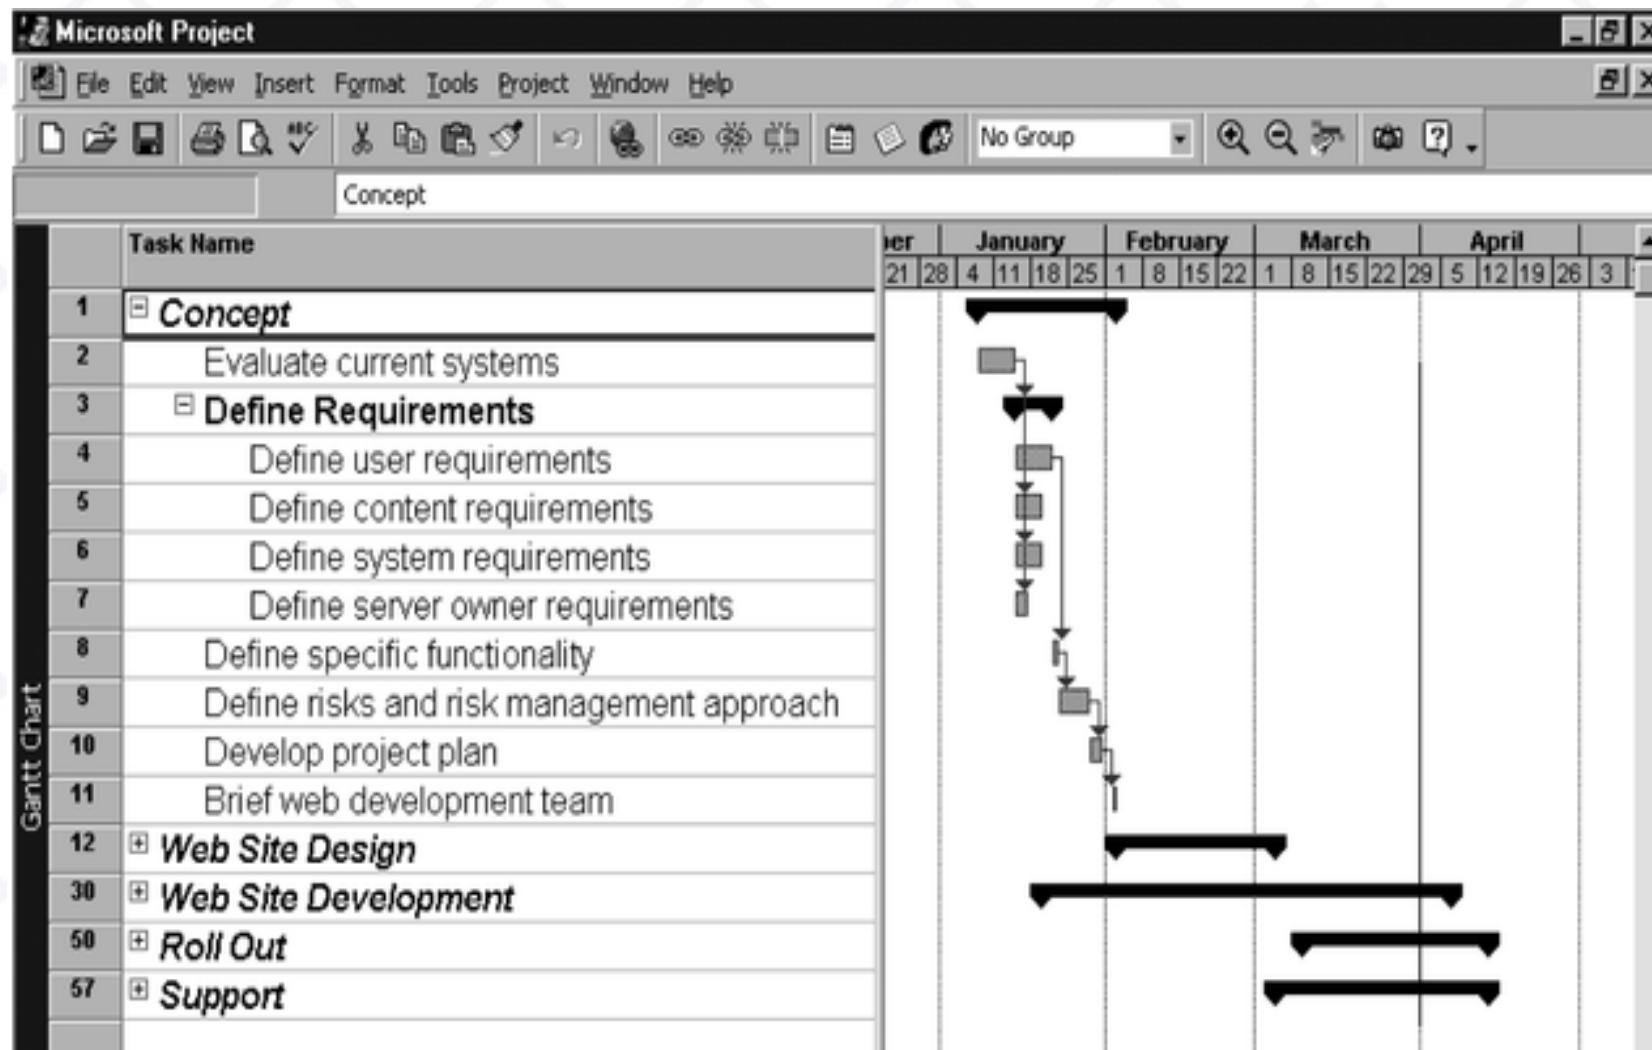 Microsoft Project
File Edit View Insert Format Tools Project Window Help
ABC No Group ?
Concept
Task Name ber January February March April
21 28 4 11 18 25 1 8 15 22 1 8 15 22 29 5 12 19 26 3
1 Concept
2 Evaluate current systems
3 Define Requirements
4 Define user requirements
5 Define content requirements
6 Define system requirements
7 Define server owner requirements
8 Define specific functionality
9 Define risks and risk management approach
10 Develop project plan
11 Brief web development team
12 Web Site Design
30 Web Site Development
50 Roll Out
57 Support
Gantt Chart